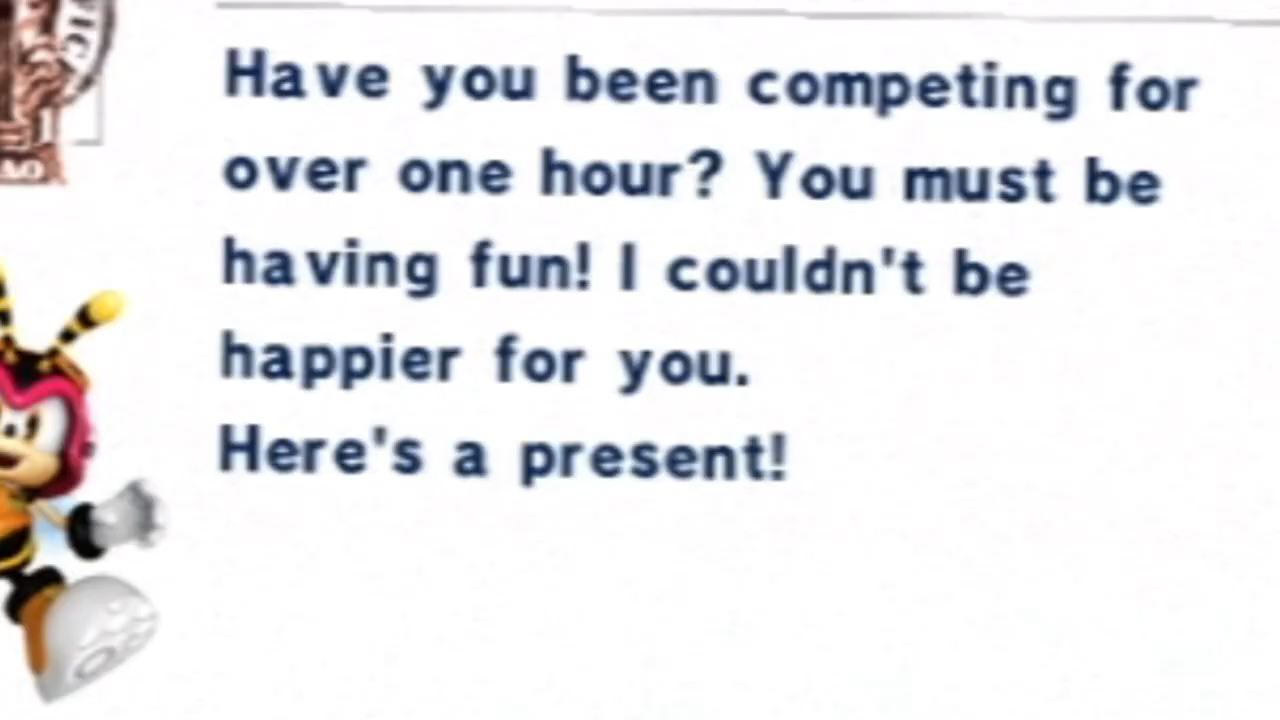 Have you been competing for
over one hour? You must be
having fun! I couldn't be
happier for you.
Here's a present!